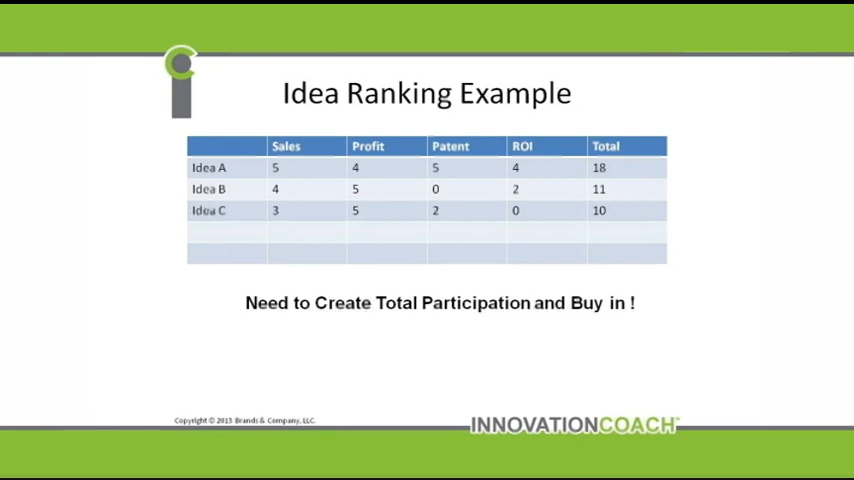 Idea Ranking Example
Sales Profit Patent ROI Total
Idea A 5 4 5 4 18
Idea B 4 5 0 2 11
Idea C 3 5 2 0 10
Need to Create Total Participation and Buy in !
Copyright © 2013 Brands & Company, LLC.
INNOVATIONCOACH™